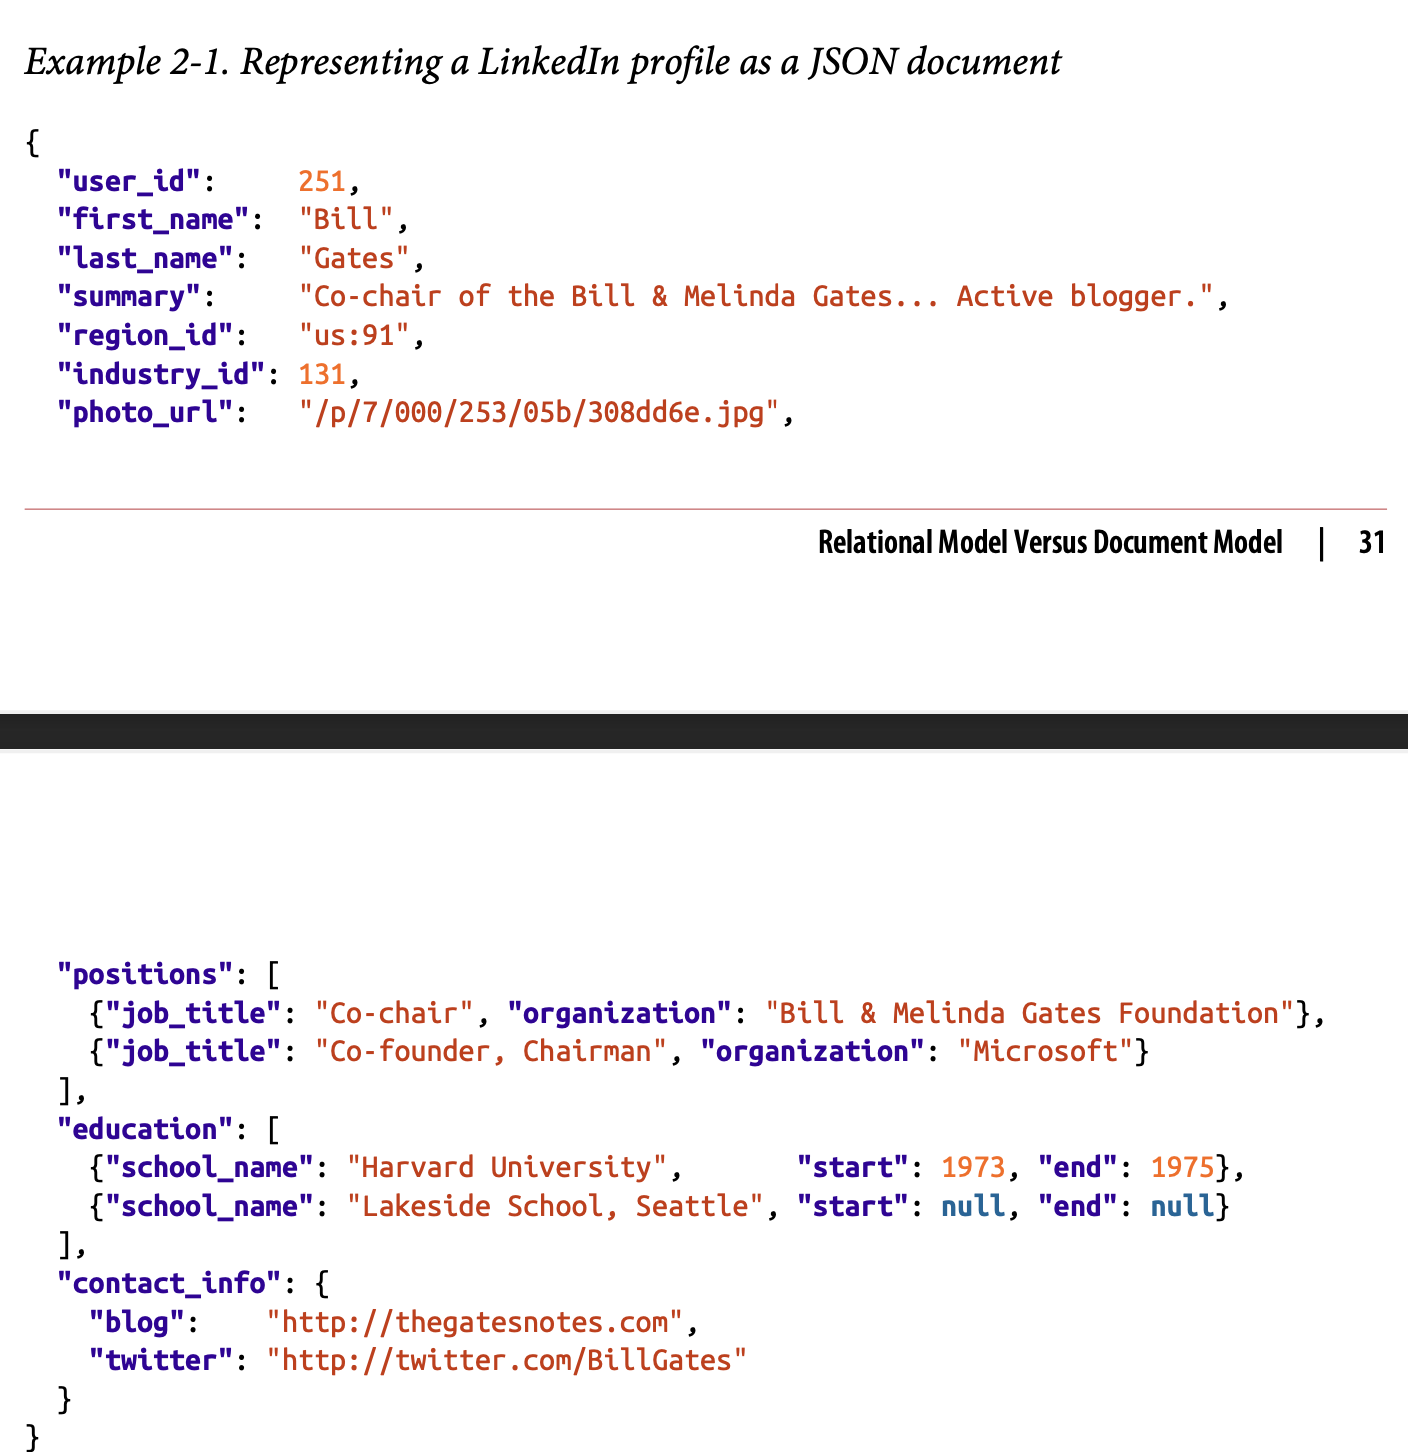 Example 2-1. Representing a LinkedIn profile as a JSON document
{
  "user_id":     251,
  "first_name":  "Bill",
  "last_name":   "Gates",
  "summary":     "Co-chair of the Bill & Melinda Gates... Active blogger.",
  "region_id":   "us:91",
  "industry_id": 131,
  "photo_url":   "/p/7/000/253/05b/308dd6e.jpg",
Relational Model Versus Document Model | 31
  "positions": [
    {"job_title": "Co-chair", "organization": "Bill & Melinda Gates Foundation"},
    {"job_title": "Co-founder, Chairman", "organization": "Microsoft"}
  ],
  "education": [
    {"school_name": "Harvard University",       "start": 1973, "end": 1975},
    {"school_name": "Lakeside School, Seattle", "start": null, "end": null}
  ],
  "contact_info": {
    "blog":    "http://thegatesnotes.com",
    "twitter": "http://twitter.com/BillGates"
  }
}